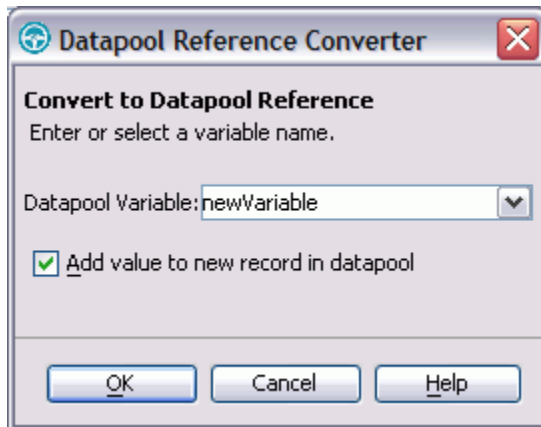 Datapool Reference Converter
Convert to Datapool Reference
Enter or select a variable name.
Datapool Variable: newVariable
Add value to new record in datapool
OK Cancel Help